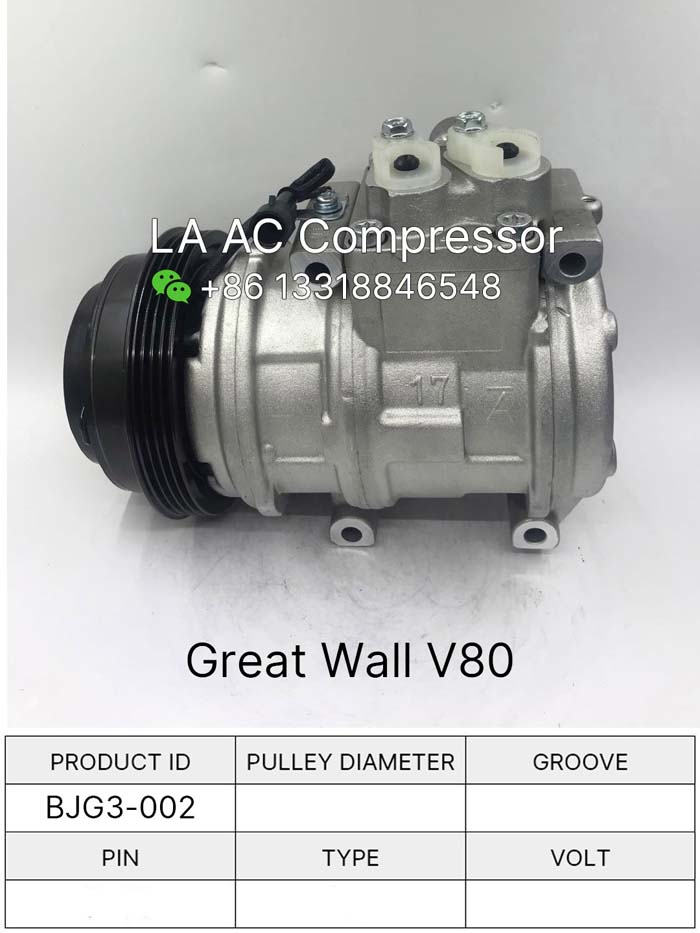 LA AC Compressor
+86 13318846548
17 Z
Great Wall V80
PRODUCT ID PULLEY DIAMETER GROOVE
BJG3-002
PIN TYPE VOLT